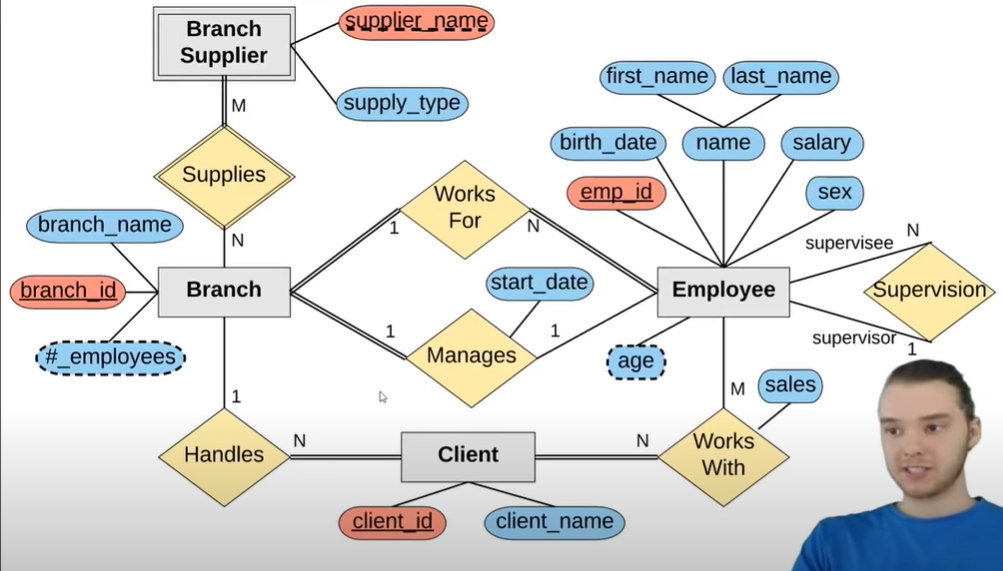 Branch
Supplier
supplier_name
supply_type
M
Supplies
N
first_name
last_name
birth_date
name
salary
emp_id
sex
branch_name
branch_id
#_employees
Branch
Works
For
1
N
start_date
Employee
supervisee
N
Supervision
supervisor
1
1
Manages
1
age
1
Handles
N
Client
N
M
sales
Works
With
client_id
client_name